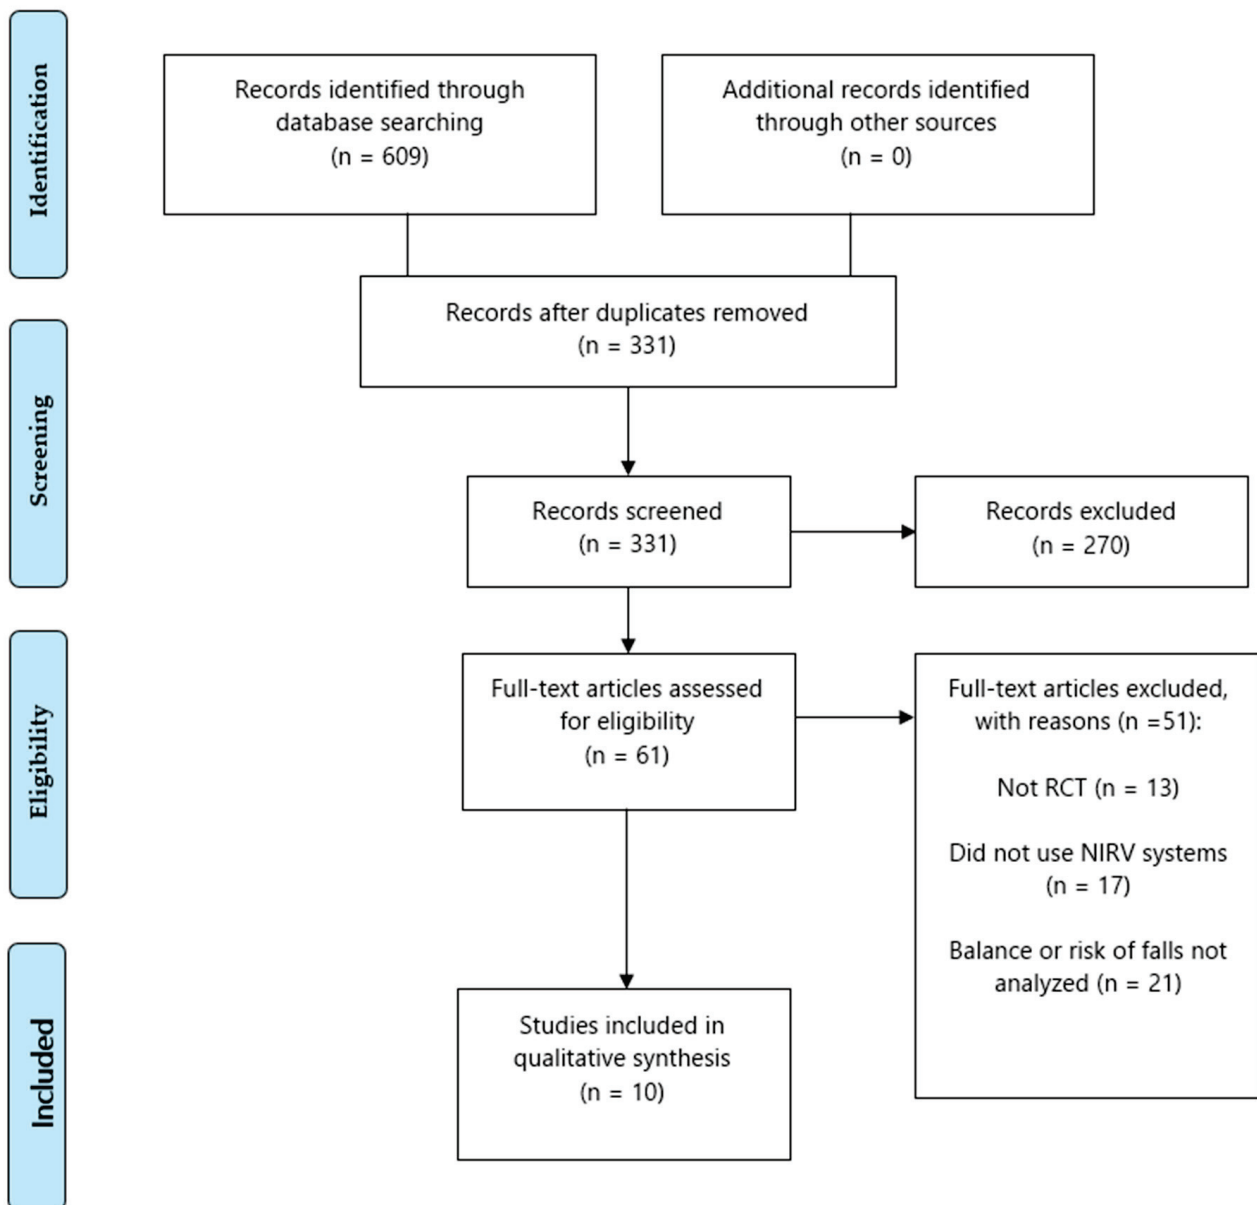 Identification
Records identified through
database searching
(n = 609)
Additional records identified
through other sources
(n = 0)
Records after duplicates removed
(n = 331)
Screening
Records screened
(n = 331)
Records excluded
(n = 270)
Eligibility
Full-text articles assessed
for eligibility
(n = 61)
Full-text articles excluded,
with reasons (n =51):
Not RCT (n = 13)
Did not use NIRV systems
(n = 17)
Balance or risk of falls not
analyzed (n = 21)
Included
Studies included in
qualitative synthesis
(n = 10)